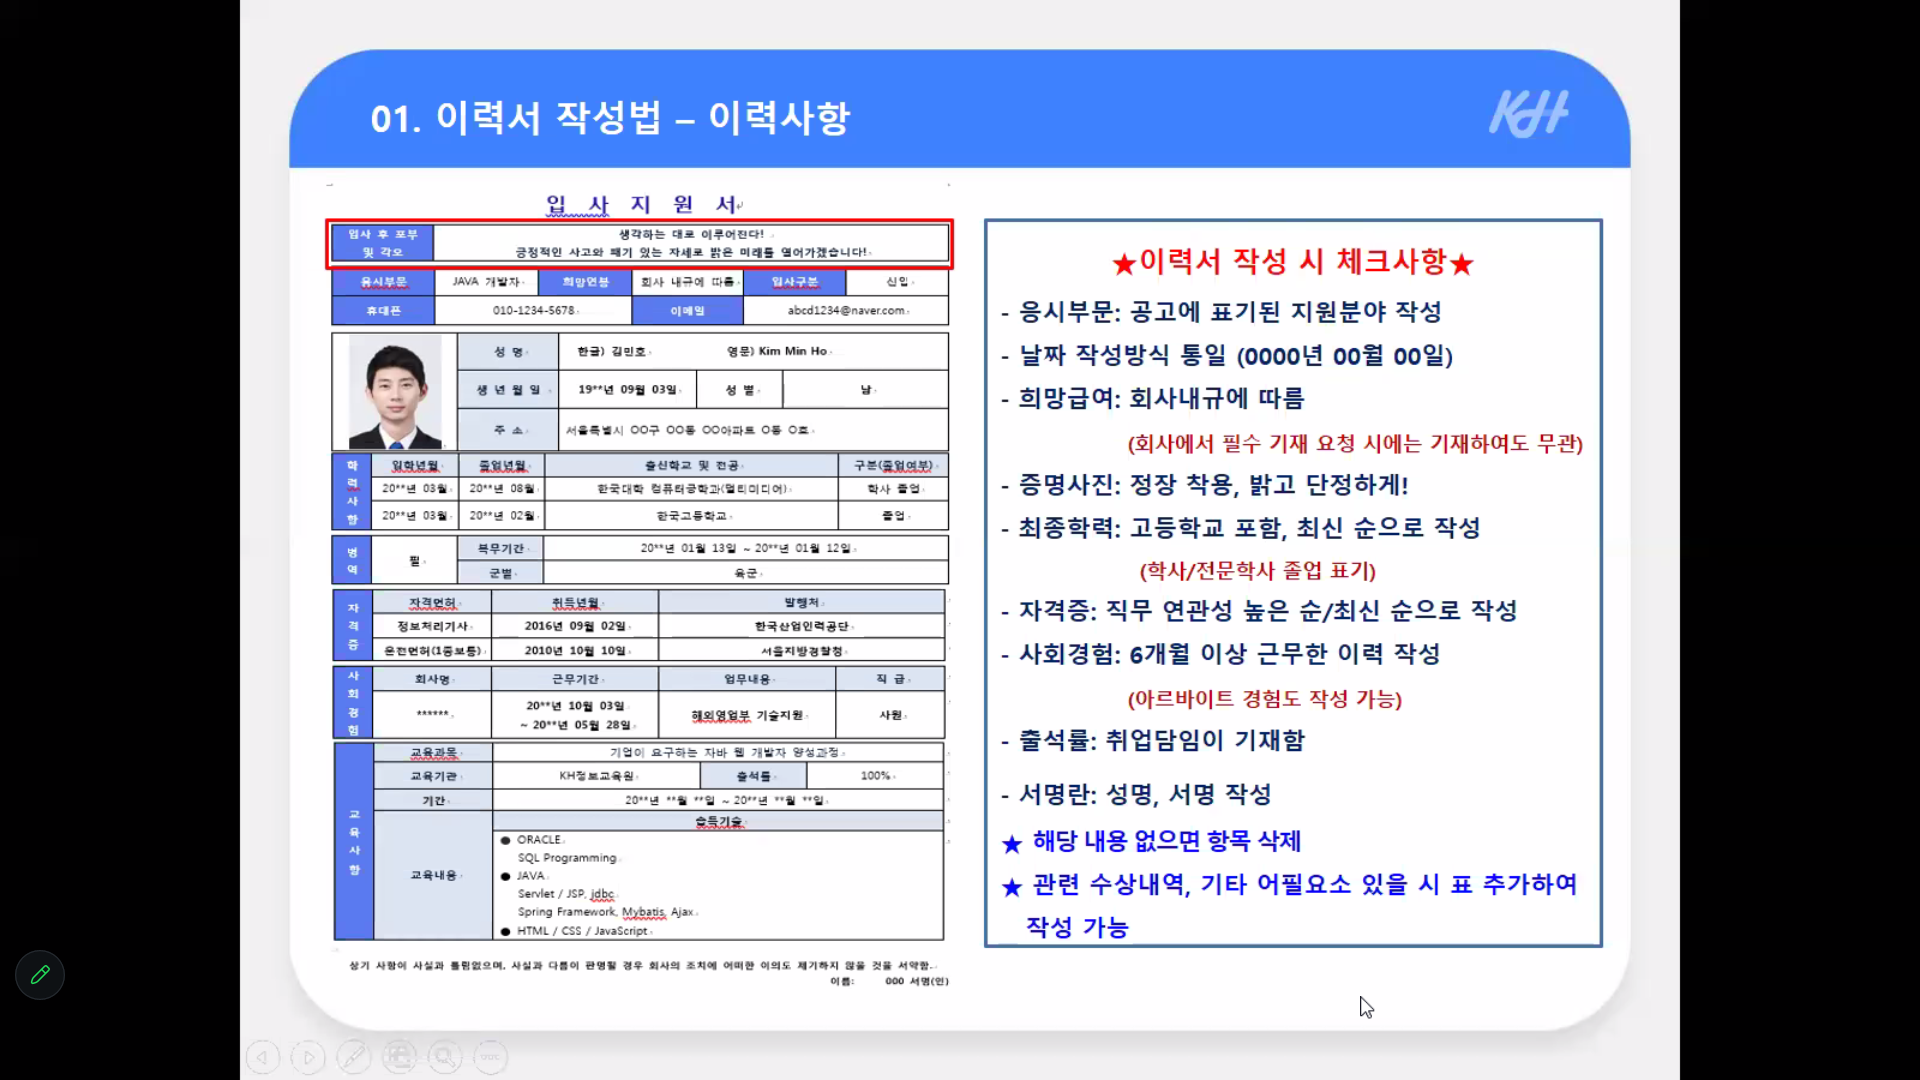 01. 이력서 작성법 – 이력사항
KH
입 사 지 원 서
입사 후 포부 및 각오
생각하는 대로 이루어진다!
긍정적인 사고와 패기 있는 자세로 밝은 미래를 열어가겠습니다!
응시부문 JAVA 개발자 희망연봉 회사 내규에 따름 입사구분 신입
휴대폰 010-1234-5678 이메일 abcd1234@naver.com
성 명 한글) 김민호 영문) Kim Min Ho
생 년 월 일 19**년 09월 03일 성 별 남
주 소 서울특별시 OO구 OO동 OO아파트 O동 O호
학력사항
입학년월 졸업년월 출신학교 및 전공 구분(졸업여부)
20**년 03월 20**년 08월 한국대학 컴퓨터공학과(멀티미디어) 학사 졸업
20**년 03월 20**년 02월 한국고등학교 졸업
병역 필
복무기간 20**년 01월 13일 ~ 20**년 01월 12일
군별 육군
자격증
자격면허 취득년월 발행처
정보처리기사 2016년 09월 02일 한국산업인력공단
운전면허(1종보통) 2010년 10월 10일 서울지방경찰청
사회경험
회사명 근무기간 업무내용 직 급
****** 20**년 10월 03일 ~ 20**년 05월 28일 해외영업부 기술지원 사원
교육사항
교육과목 기업이 요구하는 자바 웹 개발자 양성과정
교육기관 KH정보교육원 출석률 100%
기간 20**년 **월 **일 ~ 20**년 **월 **일
교육내용
습득기술
● ORACLE
SQL Programming
● JAVA
Servlet / JSP, jdbc
Spring Framework, Mybatis, Ajax
● HTML / CSS / JavaScript
상기 사항이 사실과 틀림없으며, 사실과 다름이 판명될 경우 회사의 조치에 어떠한 이의도 제기하지 않을 것을 서약함.
이름: 000 서명(인)
★이력서 작성 시 체크사항★
- 응시부문: 공고에 표기된 지원분야 작성
- 날짜 작성방식 통일 (0000년 00월 00일)
- 희망급여: 회사내규에 따름
(회사에서 필수 기재 요청 시에는 기재하여도 무관)
- 증명사진: 정장 착용, 밝고 단정하게!
- 최종학력: 고등학교 포함, 최신 순으로 작성
(학사/전문학사 졸업 표기)
- 자격증: 직무 연관성 높은 순/최신 순으로 작성
- 사회경험: 6개월 이상 근무한 이력 작성
(아르바이트 경험도 작성 가능)
- 출석률: 취업담임이 기재함
- 서명란: 성명, 서명 작성
★ 해당 내용 없으면 항목 삭제
★ 관련 수상내역, 기타 어필요소 있을 시 표 추가하여
작성 가능